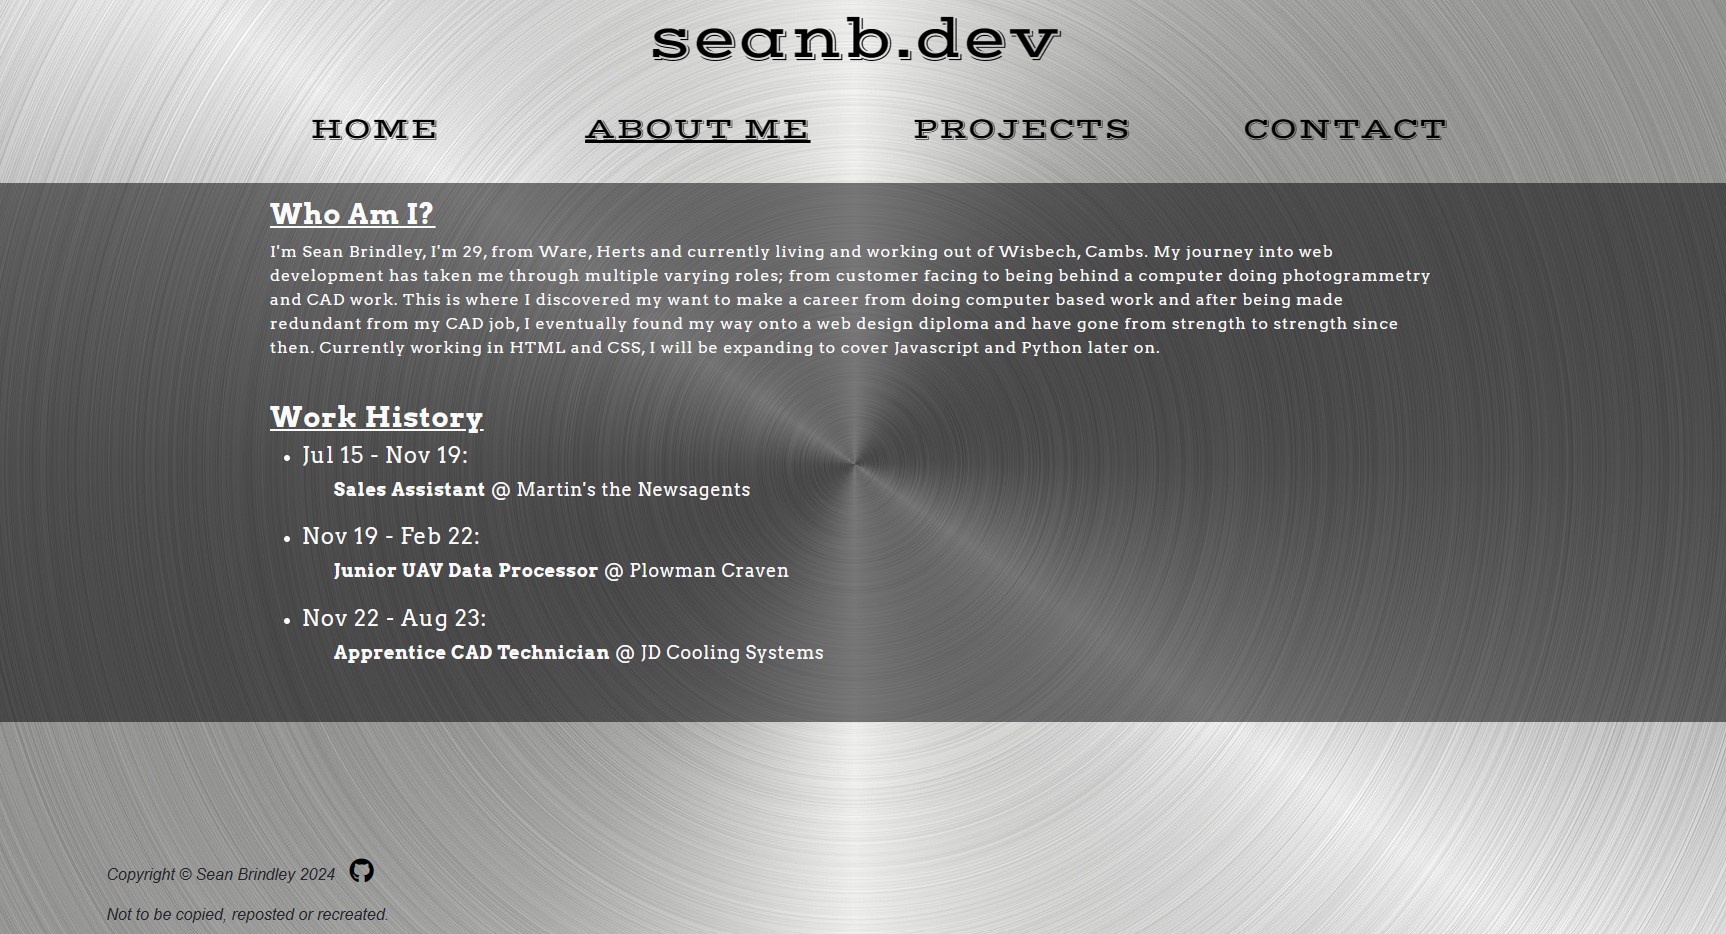 seanb.dev
HOME
ABOUT ME
PROJECTS
CONTACT
Who Am I?
I'm Sean Brindley, I'm 29, from Ware, Herts and currently living and working out of Wisbech, Cambs. My journey into web
development has taken me through multiple varying roles; from customer facing to being behind a computer doing photogrammetry
and CAD work. This is where I discovered my want to make a career from doing computer based work and after being made
redundant from my CAD job, I eventually found my way onto a web design diploma and have gone from strength to strength since
then. Currently working in HTML and CSS, I will be expanding to cover Javascript and Python later on.
Work History
• Jul 15 - Nov 19:
Sales Assistant @ Martin's the Newsagents
• Nov 19 - Feb 22:
Junior UAV Data Processor @ Plowman Craven
• Nov 22 - Aug 23:
Apprentice CAD Technician @ JD Cooling Systems
Copyright © Sean Brindley 2024
Not to be copied, reposted or recreated.